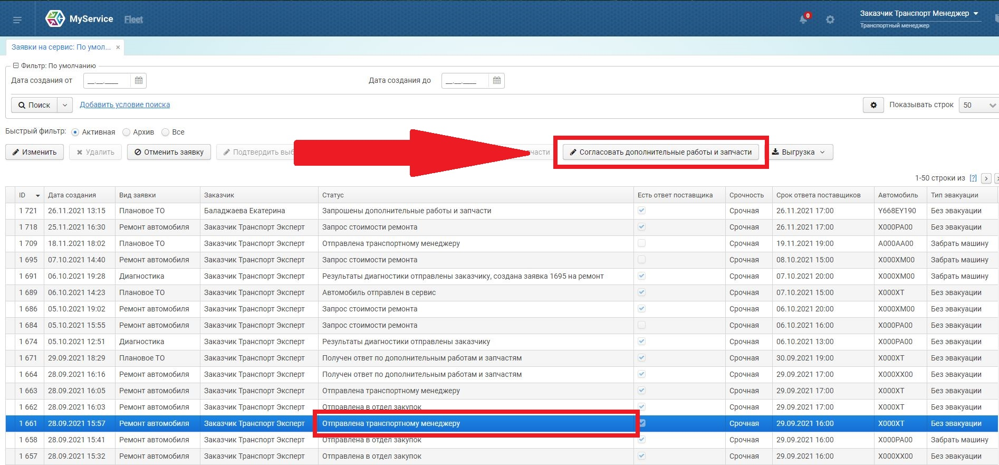 MyService Fleet
0
Заказчик Транспорт Менеджер
Транспортный менеджер
Заявки на сервис: По умол... ×
Фильтр: По умолчанию
Дата создания от __.__.____ Дата создания до __.__.____
Поиск Добавить условие поиска Показывать строк 50
Быстрый фильтр: Активная Архив Все
Изменить Удалить Отменить заявку Подтвердить Согласовать дополнительные работы и запчасти Выгрузка
1-50 строки из [?]
ID Дата создания Вид заявки Заказчик Статус Есть ответ поставщика Срочность Срок ответа поставщиков Автомобиль Тип эвакуации
1 721 26.11.2021 13:15 Плановое ТО Баладжаева Екатерина Запрошены дополнительные работы и запчасти Срочная 26.11.2021 17:00 Y668EY190 Без эвакуации
1 718 25.11.2021 16:30 Ремонт автомобиля Заказчик Транспорт Эксперт Запрос стоимости ремонта Срочная 26.11.2021 17:00 X000PA00 Без эвакуации
1 709 18.11.2021 18:02 Плановое ТО Заказчик Транспорт Эксперт Отправлена транспортному менеджеру Срочная 19.11.2021 19:00 A000AA00 Забрать машину
1 695 07.10.2021 14:40 Ремонт автомобиля Заказчик Транспорт Эксперт Запрос стоимости ремонта Срочная 08.10.2021 15:00 X000XM00 Забрать машину
1 691 06.10.2021 19:28 Диагностика Заказчик Транспорт Эксперт Результаты диагностики отправлены заказчику, создана заявка 1695 на ремонт Срочная 07.10.2021 20:00 X000XM00 Забрать машину
1 689 06.10.2021 14:23 Плановое ТО Заказчик Транспорт Эксперт Автомобиль отправлен в сервис Срочная 07.10.2021 15:00 X000XT Без эвакуации
1 686 05.10.2021 19:02 Ремонт автомобиля Заказчик Транспорт Эксперт Запрос стоимости ремонта Срочная 06.10.2021 20:00 X000XM00 Без эвакуации
1 684 05.10.2021 15:55 Ремонт автомобиля Заказчик Транспорт Эксперт Запрос стоимости ремонта Срочная 06.10.2021 16:00 X000PA00 Без эвакуации
1 674 05.10.2021 12:51 Диагностика Заказчик Транспорт Эксперт Результаты диагностики отправлены заказчику Срочная 06.10.2021 13:00 X000PA00 Без эвакуации
1 671 29.09.2021 18:29 Плановое ТО Заказчик Транспорт Эксперт Получен ответ по дополнительным работам и запчастям Срочная 30.09.2021 19:00 X000XT Без эвакуации
1 664 28.09.2021 16:16 Ремонт автомобиля Заказчик Транспорт Эксперт Получен ответ по дополнительным работам и запчастям Срочная 29.09.2021 17:00 X000XX00 Без эвакуации
1 663 28.09.2021 16:05 Ремонт автомобиля Заказчик Транспорт Эксперт Отправлена транспортному менеджеру Срочная 29.09.2021 17:00 X000XT Без эвакуации
1 662 28.09.2021 16:03 Ремонт автомобиля Заказчик Транспорт Эксперт Отправлена в отдел закупок Срочная 29.09.2021 17:00 X000XT Без эвакуации
1 661 28.09.2021 15:57 Ремонт автомобиля Заказчик Транспорт Эксперт Отправлена транспортному менеджеру Срочная 29.09.2021 16:00 X000XT Без эвакуации
1 658 28.09.2021 15:41 Ремонт автомобиля Заказчик Транспорт Эксперт Отправлена в отдел закупок Срочная 29.09.2021 16:00 X000PA00 Забрать машину
1 657 28.09.2021 15:32 Ремонт автомобиля Заказчик Транспорт Эксперт Отправлена в отдел закупок Срочная 29.09.2021 16:00 X000XX00 Без эвакуации